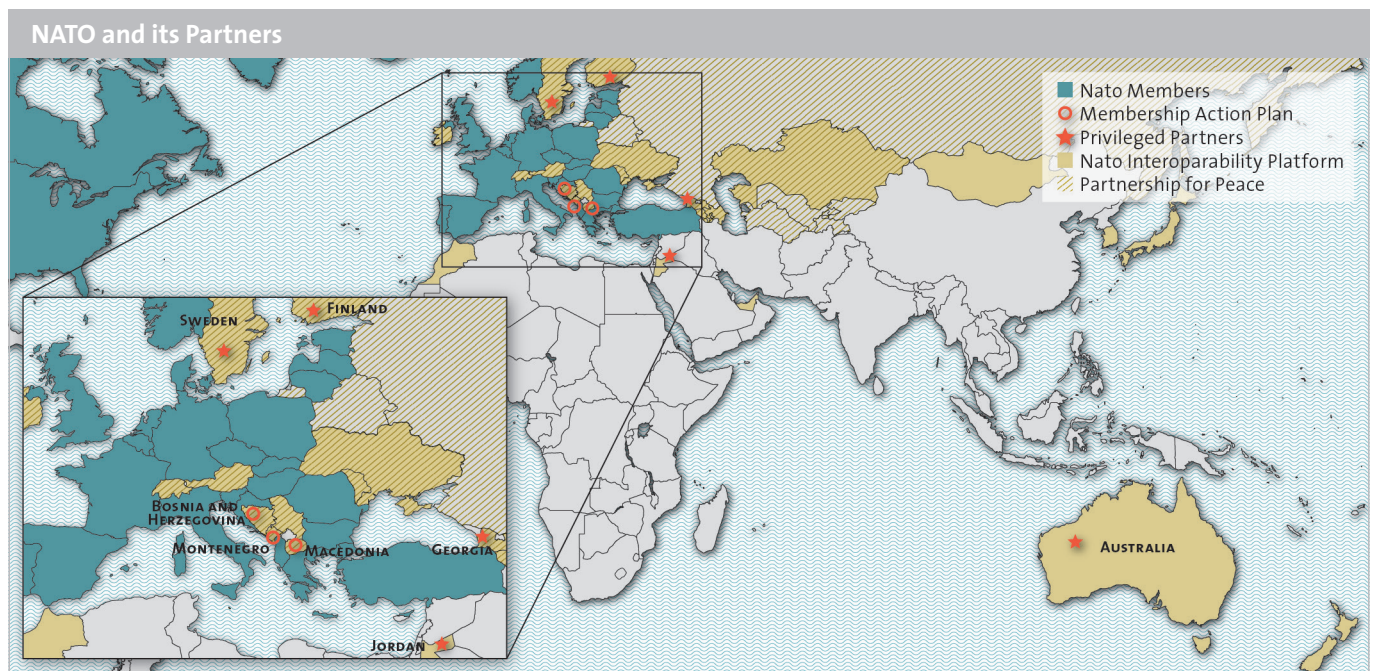 NATO and its Partners
Nato Members
Membership Action Plan
Privileged Partners
Nato Interoparability Platform
Partnership for Peace
Finland
Sweden
Bosnia and
Herzegovina
Montenegro
Macedonia
Georgia
Jordan
Australia